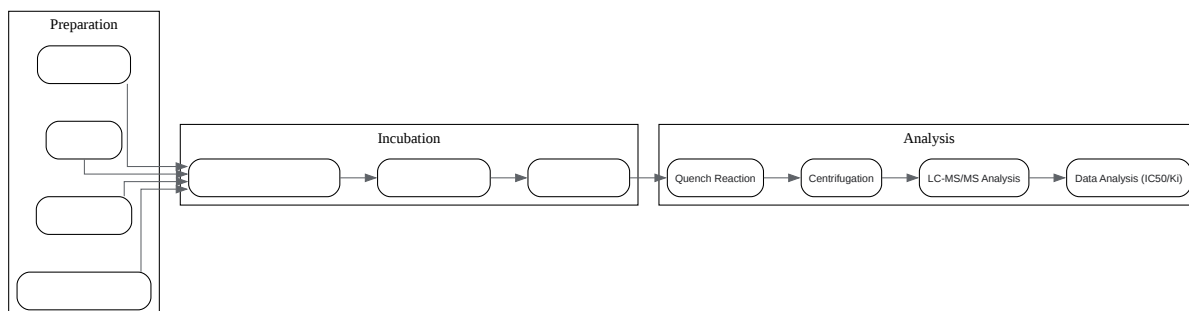 Preparation
Incubation
Analysis
Quench Reaction
Centrifugation
LC-MS/MS Analysis
Data Analysis (IC50/Ki)